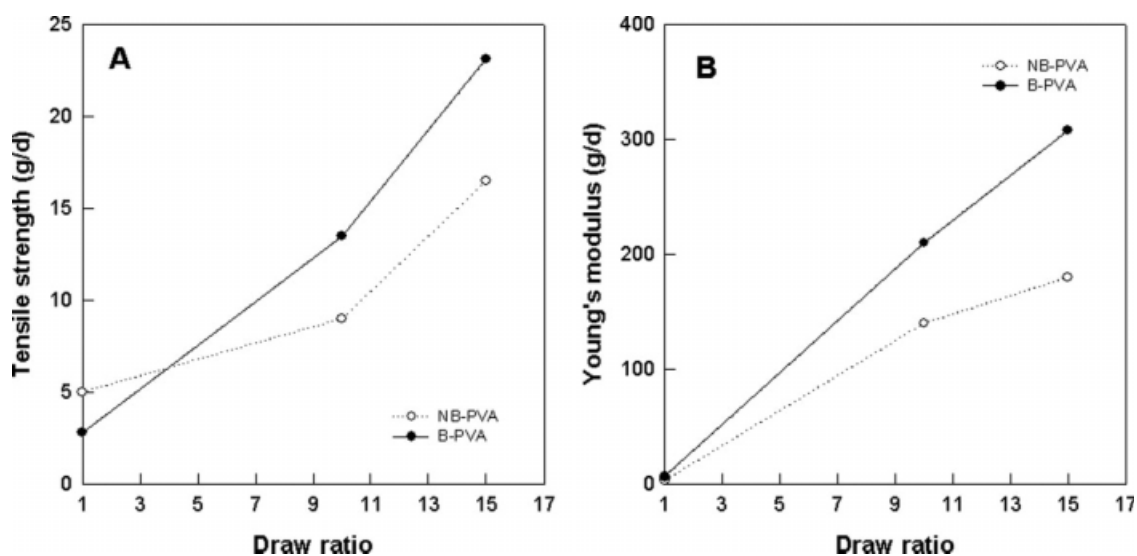 A
25
20
15
10
5
0
Tensile strength (g/d)
NB-PVA
B-PVA
1 3 5 7 9 11 13 15 17
Draw ratio
B
400
300
200
100
0
Young's modulus (g/d)
NB-PVA
B-PVA
1 3 5 7 9 11 13 15 17
Draw ratio